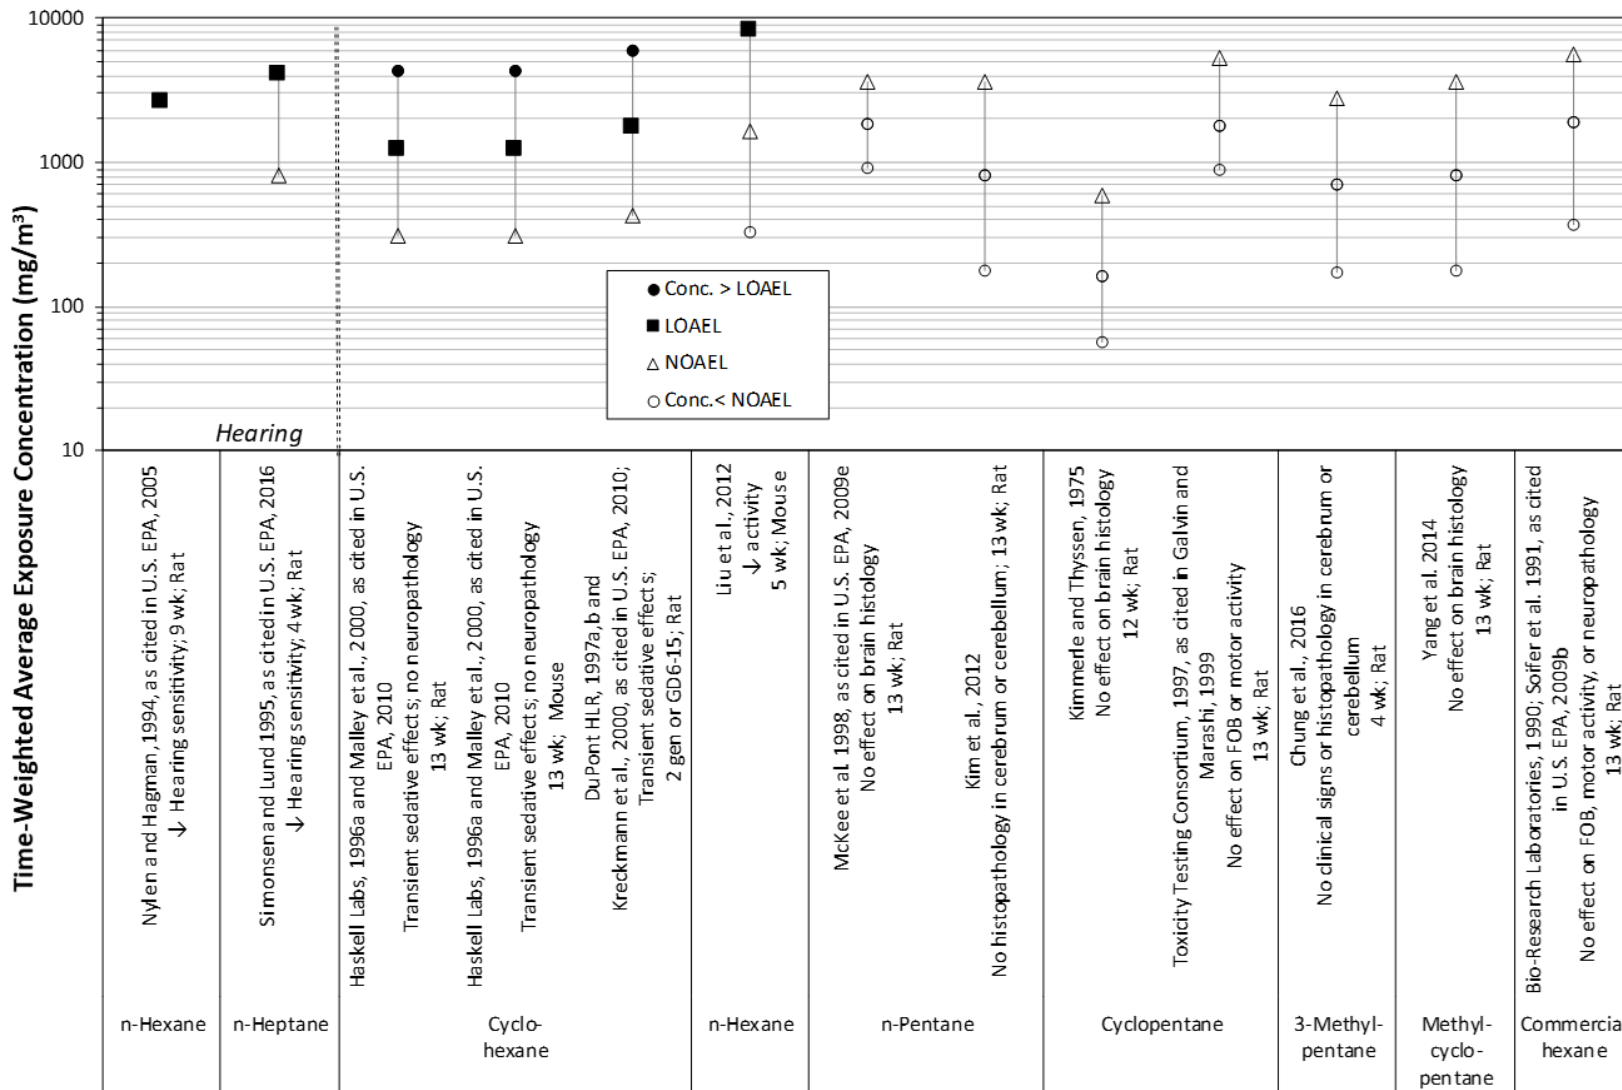 Time-Weighted Average Exposure Concentration (mg/m³)
10000
1000
100
10
Hearing
Conc. > LOAEL
LOAEL
NOAEL
Conc.< NOAEL
Nylen and Hagman, 1994, as cited in U.S. EPA, 2005
↓ Hearing sensitivity; 9 wk; Rat
Simonsen and Lund 1995, as cited in U.S. EPA, 2016
↓ Hearing sensitivity; 4 wk; Rat
Haskell Labs, 1996a and Malley et al., 2000, as cited in U.S.
EPA, 2010
Transient sedative effects; no neuropathology
13 wk; Rat
Haskell Labs, 1996a and Malley et al., 2000, as cited in U.S.
EPA, 2010
Transient sedative effects; no neuropathology
13 wk; Mouse
DuPont HLR, 1997a,b and
Kreckmann et al., 2000, as cited in U.S. EPA, 2010;
Transient sedative effects;
2 gen or GD6-15; Rat
Liu et al., 2012
↓ activity
5 wk; Mouse
McKee et al. 1998, as cited in U.S. EPA, 2009e
No effect on brain histology
13 wk; Rat
Kim et al., 2012
No histopathology in cerebrum or cerebellum; 13 wk; Rat
Kimmerle and Thyssen, 1975
No effect on brain histology
12 wk; Rat
Toxicity Testing Consortium, 1997, as cited in Galvin and
Marashi, 1999
No effect on FOB or motor activity
13 wk; Rat
Chung et al., 2016
No clinical signs or histopathology in cerebrum or
cerebellum
4 wk; Rat
Yang et al. 2014
No effect on brain histology
13 wk; Rat
Bio-Research Laboratories, 1990; Soifer et al. 1991, as cited
in U.S. EPA, 2009b
No effect on FOB, motor activity, or neuropathology
13 wk; Rat
n-Hexane
n-Heptane
Cyclo-
hexane
n-Hexane
n-Pentane
Cyclopentane
3-Methyl-
pentane
Methyl-
cyclo-
pentane
Commercia
hexane